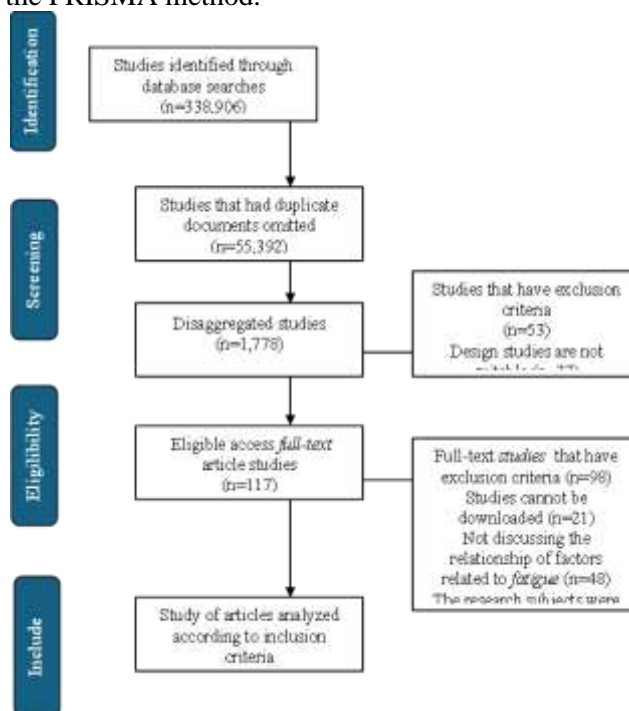 the PRISMA method.
Identification
Studies identified through
database searches
(n=338,906)
Screening
Studies that had duplicate
documents omitted
(n=55,392)
Disaggregated studies
(n=1,778)
Studies that have exclusion
criteria
(n=53)
Design studies are not
Eligilibility
Eligible access full-text
article studies
(n=117)
Full-text studies that have
exclusion criteria (n=98)
Studies cannot be
downloaded (n=21)
Not discussing the
relationship of factors
related to fatigue (n=48)
The research subjects were
Include
Study of articles analyzed
according to inclusion
criteria